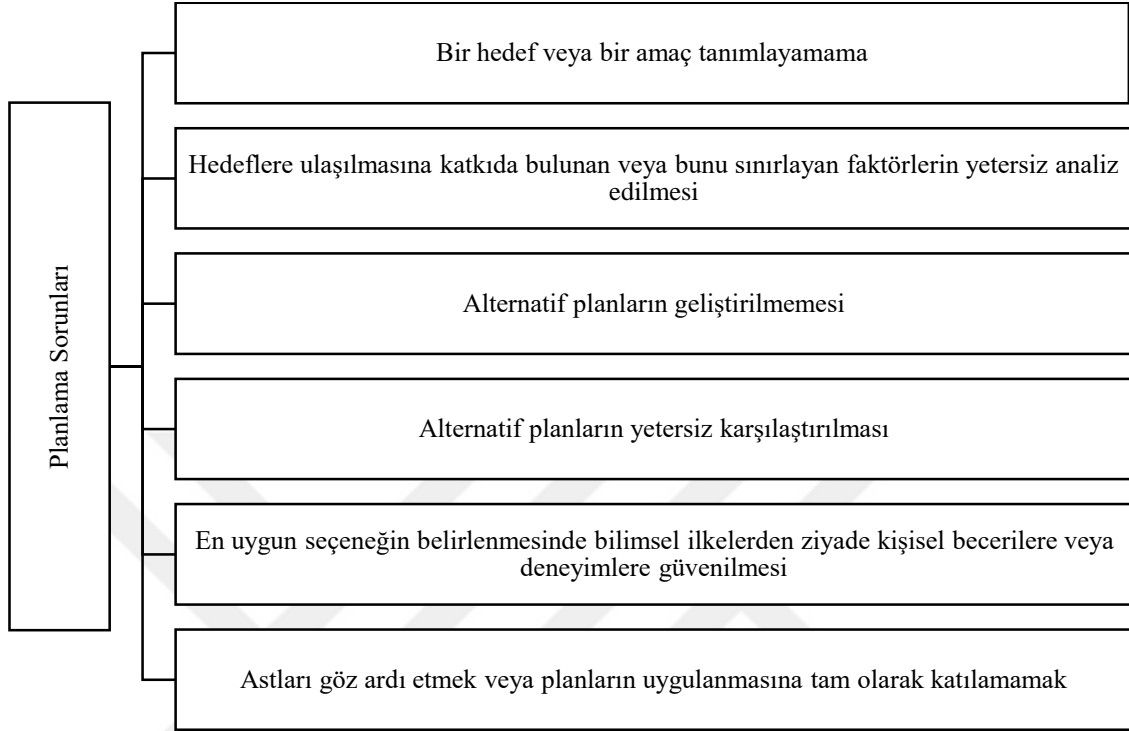 Planlama Sorunları
Bir hedef veya bir amaç tanımlayamama
Hedeflere ulaşılmasına katkıda bulunan veya bunu sınırlayan faktörlerin yetersiz analiz
edilmesi
Alternatif planların geliştirilmemesi
Alternatif planların yetersiz karşılaştırılması
En uygun seçeneğin belirlenmesinde bilimsel ilkelerden ziyade kişisel becerilere veya
deneyimlere güvenilmesi
Astları göz ardı etmek veya planların uygulanmasına tam olarak katılamamak